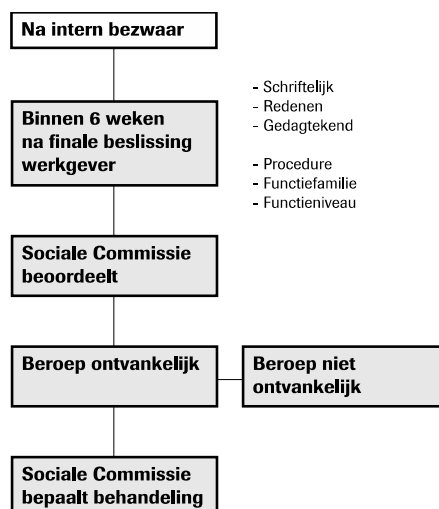 Na intern bezwaar
Binnen 6 weken
na finale beslissing
werkgever
- Schriftelijk
- Redenen
- Gedagtekend
- Procedure
- Functiefamilie
- Functieniveau
Sociale Commissie
beoordeelt
Beroep ontvankelijk
Beroep niet
ontvankelijk
Sociale Commissie
bepaalt behandeling